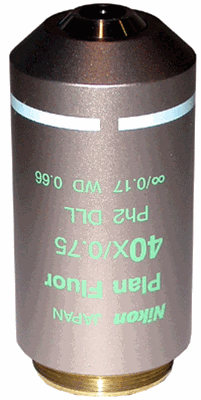 Nikon JAPAN
Plan Fluor
40x/0.75
Ph2 DLL
∞/0.17 WD 0.66